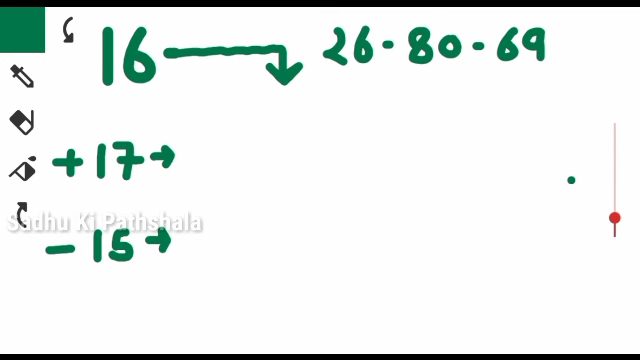 16 → 26 - 80 - 69
+ 17 →
Sadhu Ki Pathshala
- 15 →